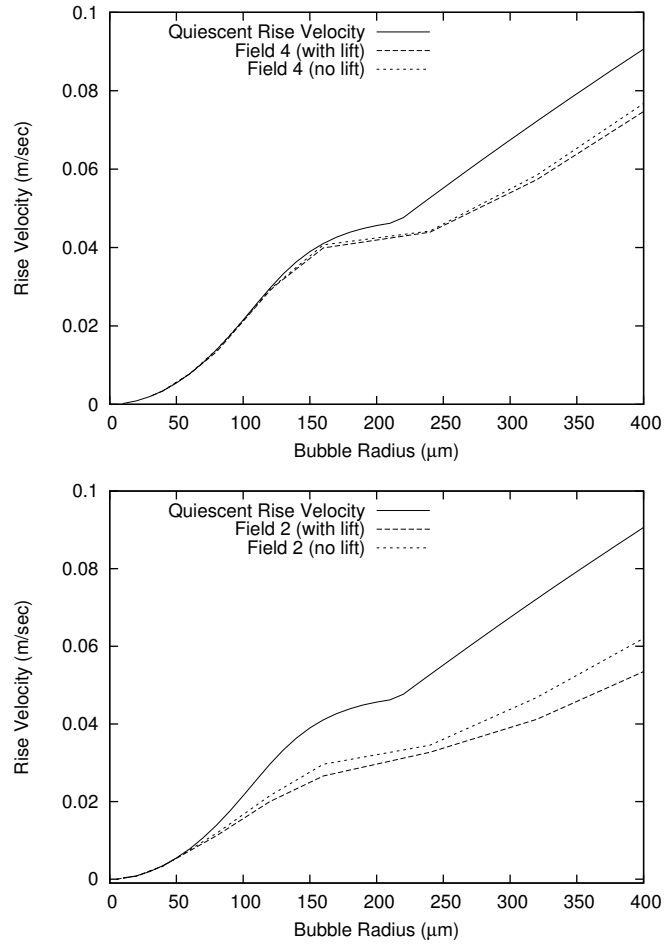 0.1
Quiescent Rise Velocity
Field 4 (with lift)
Field 4 (no lift)
0.08
0.06
0.04
0.02
0
Rise Velocity (m/sec)
0 50 100 150 200 250 300 350 400
Bubble Radius (μm)
0.1
Quiescent Rise Velocity
Field 2 (with lift)
Field 2 (no lift)
0.08
0.06
0.04
0.02
0
Rise Velocity (m/sec)
0 50 100 150 200 250 300 350 400
Bubble Radius (μm)